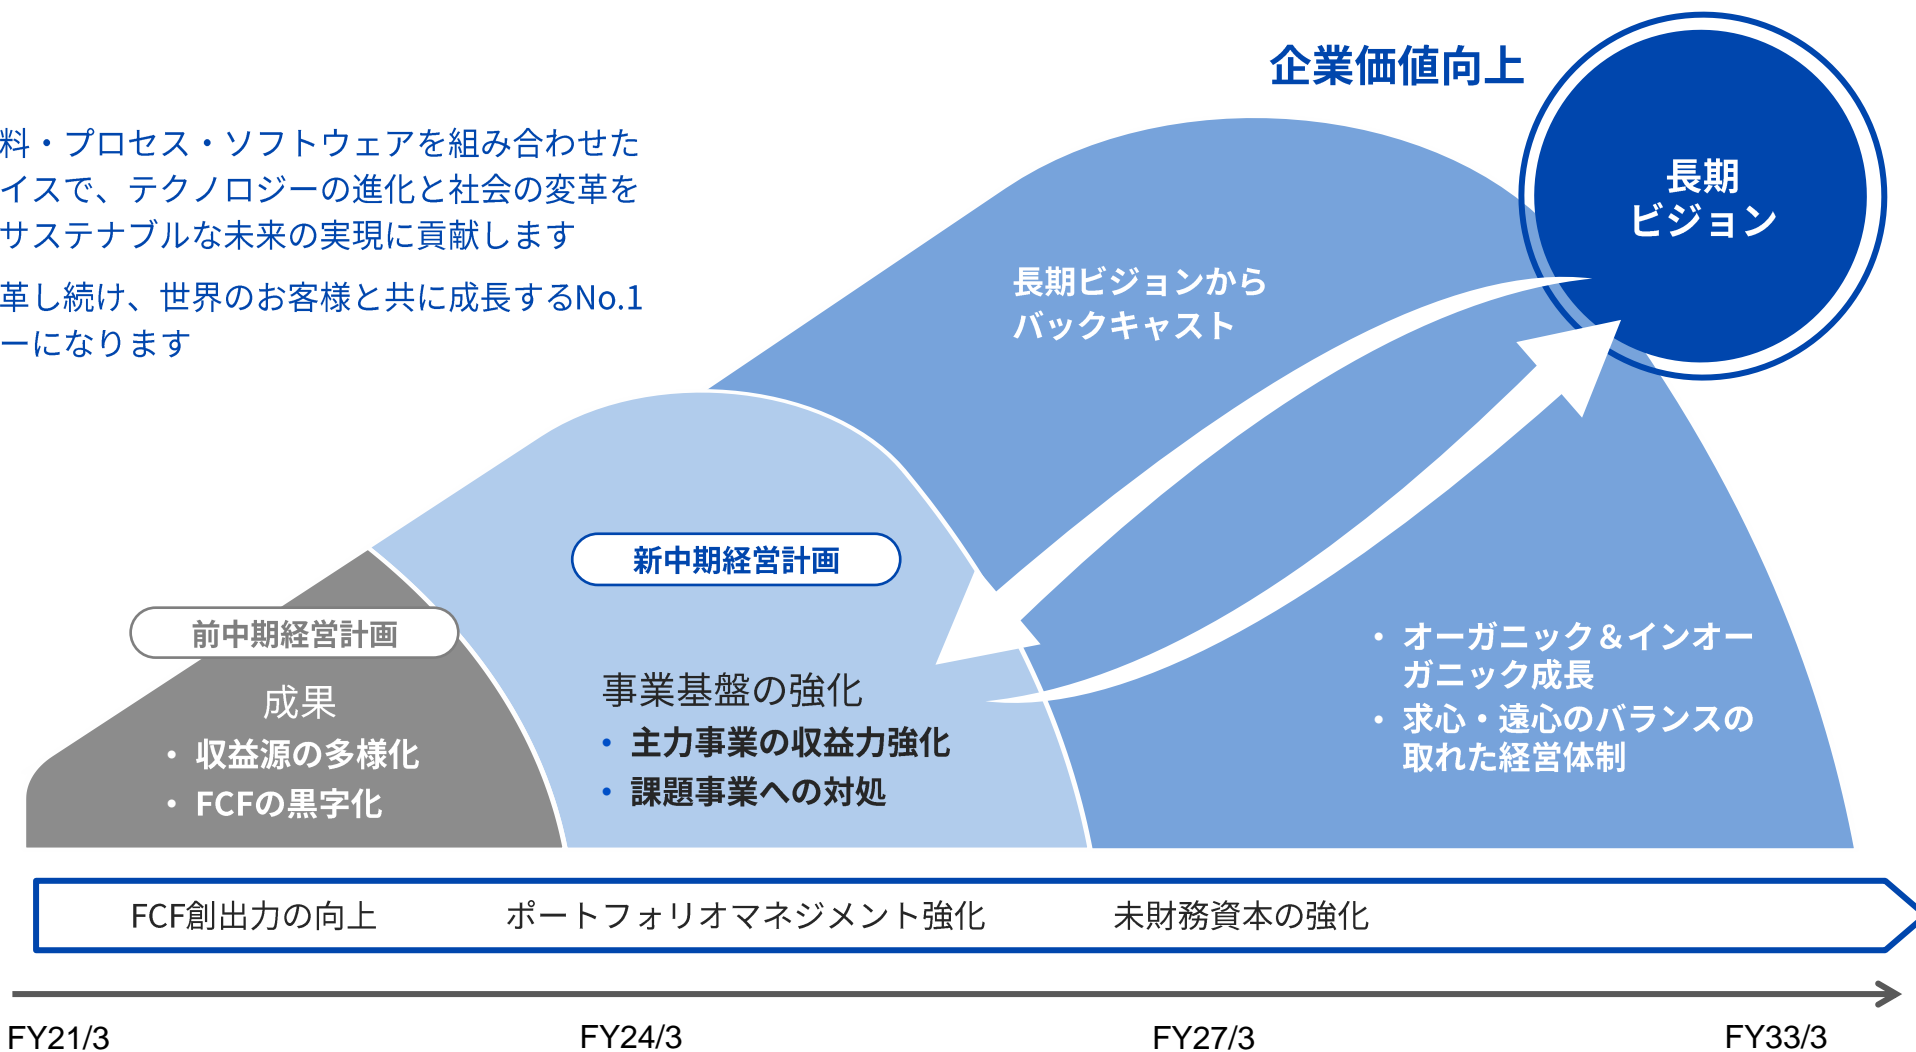 企業価値向上
料・プロセス・ソフトウェアを組み合わせた
イスで、テクノロジーの進化と社会の変革を
サステナブルな未来の実現に貢献します
革し続け、世界のお客様と共に成長するNo.1
ーになります
長期
ビジョン
長期ビジョンから
バックキャスト
新中期経営計画
前中期経営計画
成果
・ 収益源の多様化
・ FCFの黒字化
事業基盤の強化
・ 主力事業の収益力強化
・ 課題事業への対処
・ オーガニック＆インオー
ガニック成長
・ 求心・遠心のバランスの
取れた経営体制
FCF創出力の向上
ポートフォリオマネジメント強化
未財務資本の強化
FY21/3
FY24/3
FY27/3
FY33/3